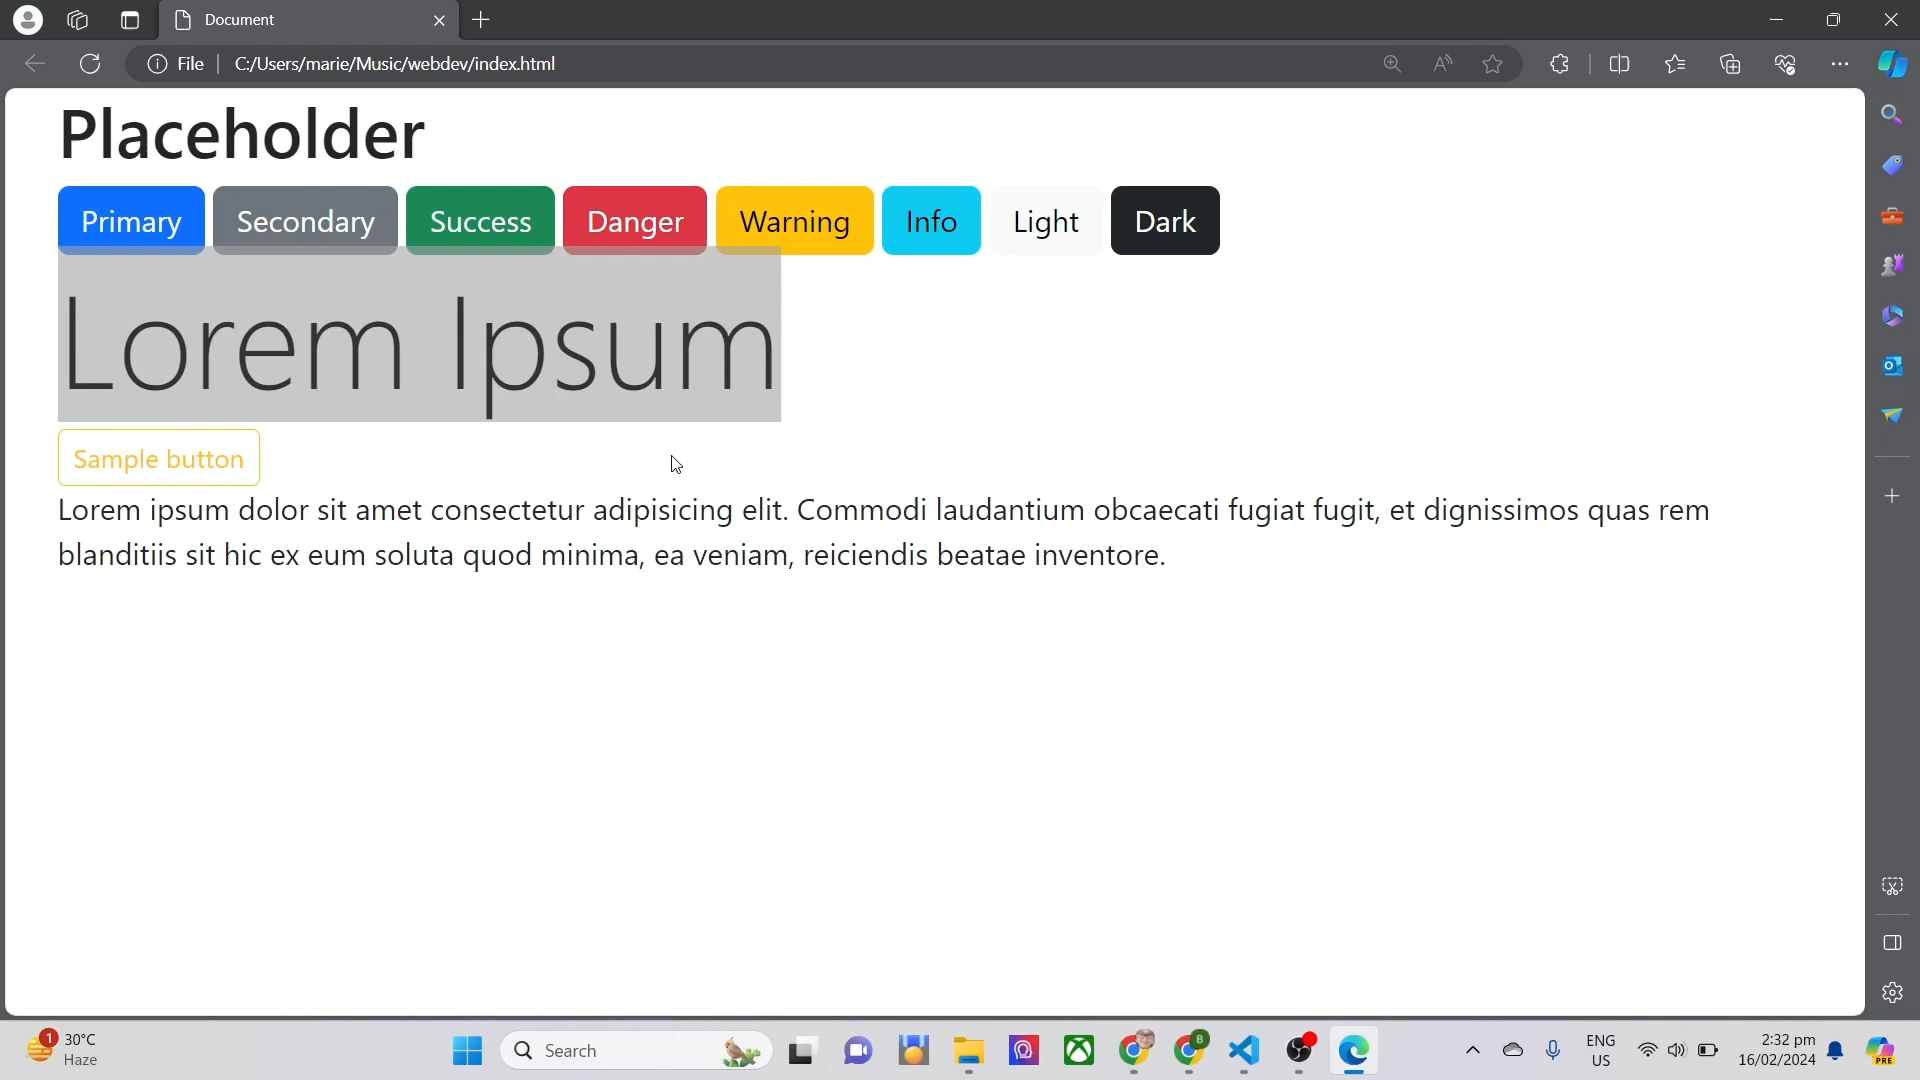 Document
File
C:/Users/marie/Music/webdev/index.html
Placeholder
Primary
Secondary
Success
Danger
Warning
Info
Light
Dark
Lorem Ipsum
Sample button
Lorem ipsum dolor sit amet consectetur adipisicing elit. Commodi laudantium obcaecati fugiat fugit, et dignissimos quas rem
blanditiis sit hic ex eum soluta quod minima, ea veniam, reiciendis beatae inventore.
1
30°C
Haze
Search
B
ENG
US
2:32 pm
16/02/2024
PRE